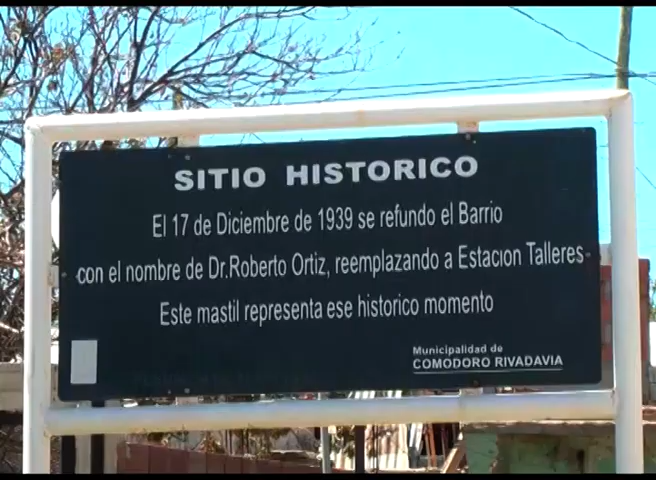 SITIO HISTORICO
El 17 de Diciembre de 1939 se refundo el Barrio
con el nombre de Dr.Roberto Ortiz, reemplazando a Estacion Talleres
Este mastil representa ese historico momento
Municipalidad de
COMODORO RIVADAVIA